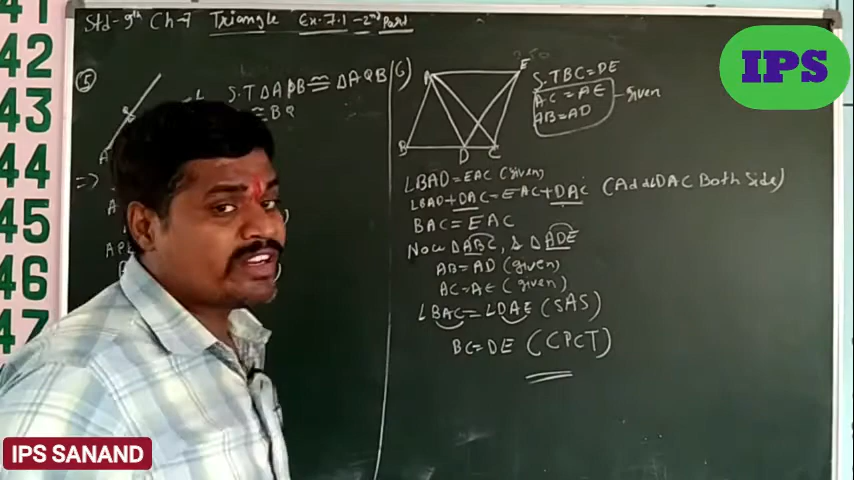 41
42
43
44
45
46
47
Std-9th Ch-7 Triangle Ex.7.1-2nd Part
IPS
5
S.T ΔAPB≅ΔAQB
≅BQ
A
=>
6)
E
B D C
S.T BC=DE
AC=AE
AB=AD
given
∠BAD=EAC (given)
∠BAD+DAC=EAC+DAC (Add ∠DAC Both Side)
BAC=EAC
Now ΔABC, & ΔADE
AB=AD (given)
AC=AE (given)
∠BAC=∠DAE (SAS)
BC=DE (CPCT)
IPS SANAND